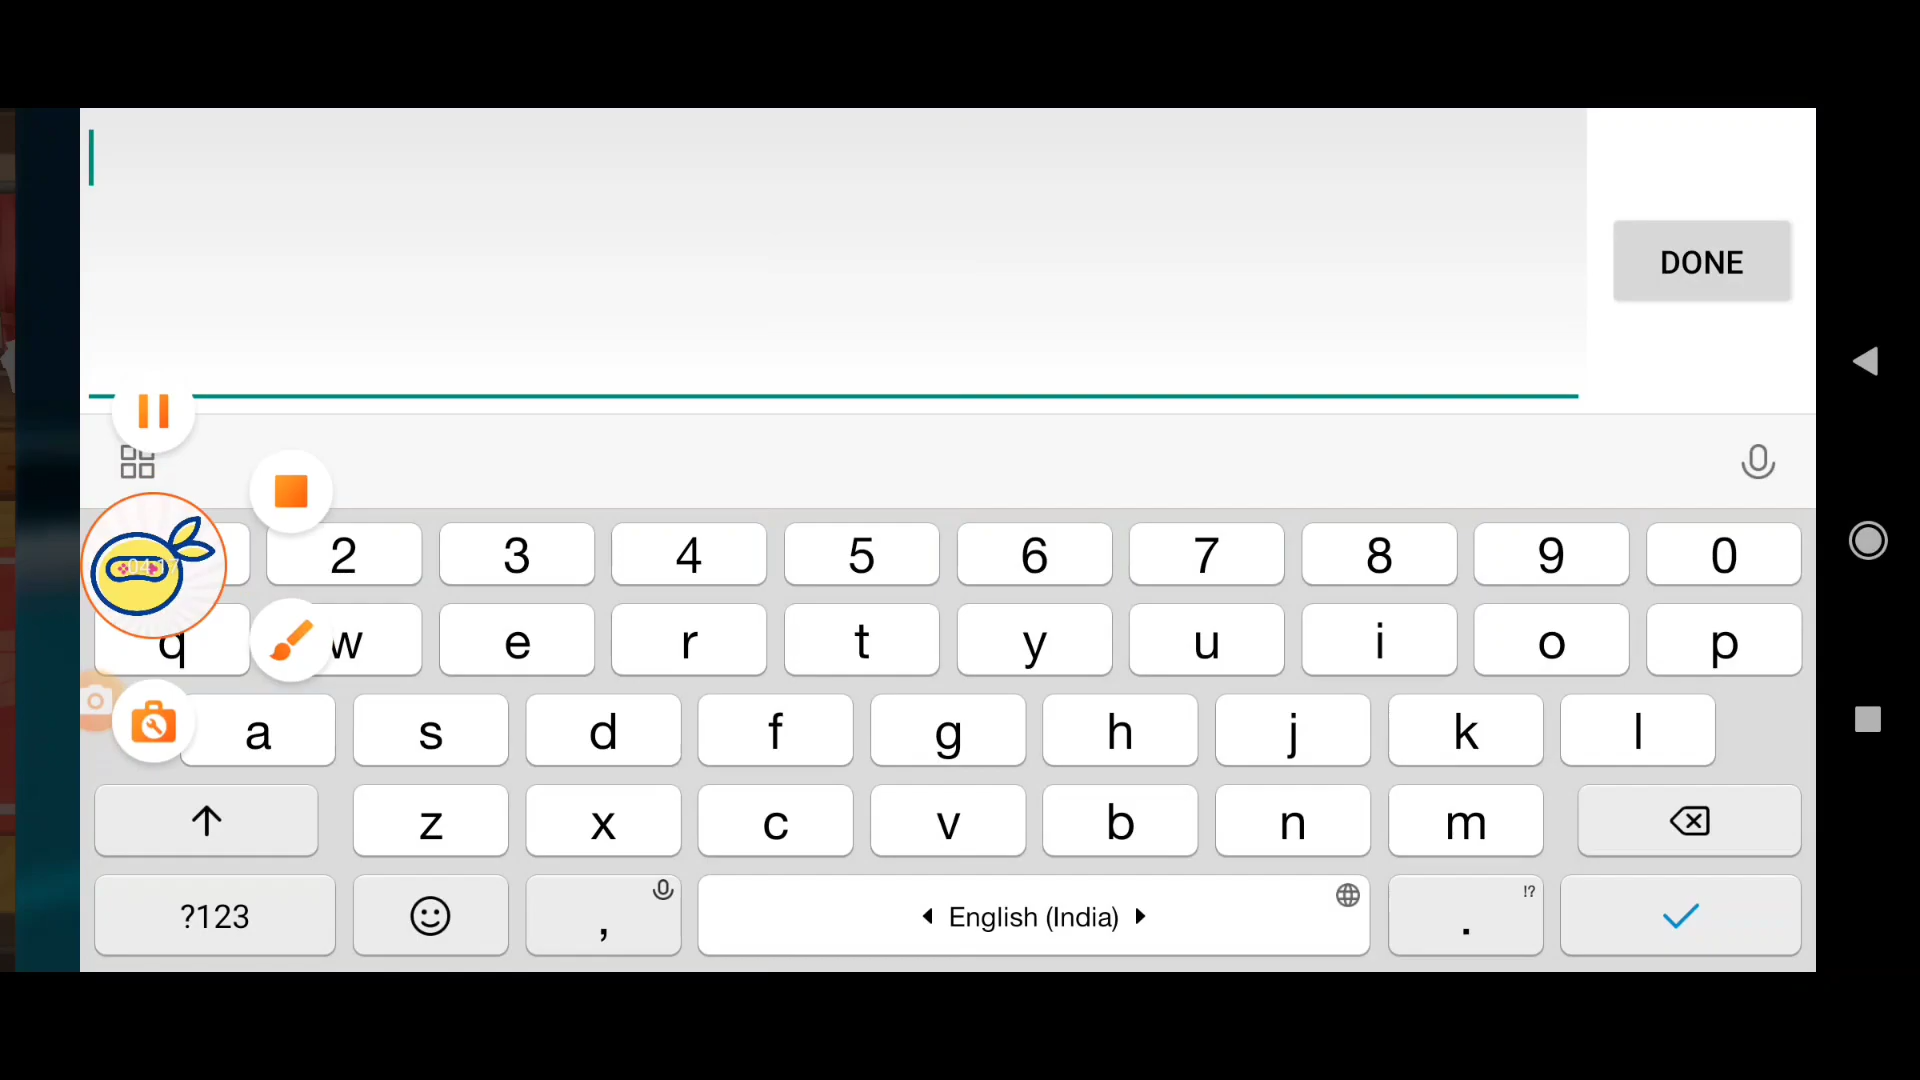 DONE
2 3 4 5 6 7 8 9 0
q w e r t y u i o p
a s d f g h j k l
z x c v b n m
?123 , English (India) . !?